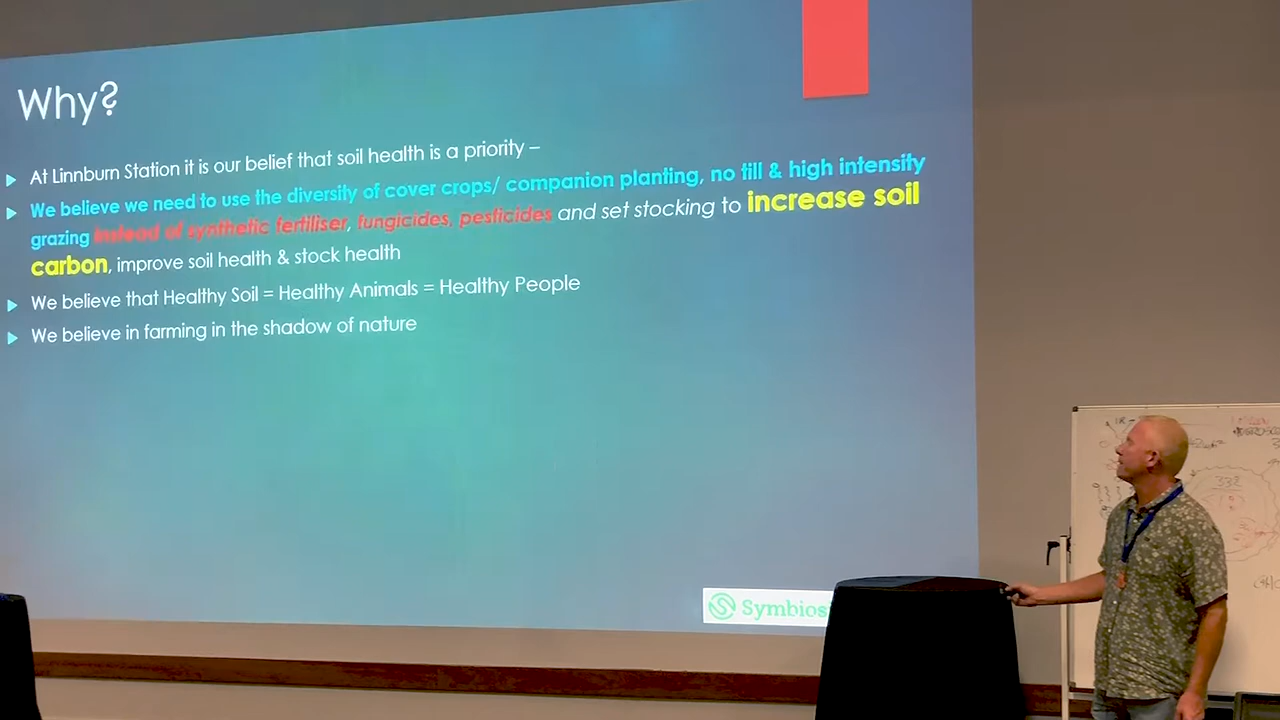 Why?
At Linnburn Station it is our belief that soil health is a priority –
We believe we need to use the diversity of cover crops/ companion planting, no till & high intensity
grazing instead of synthetic fertiliser, fungicides, pesticides and set stocking to increase soil
carbon, improve soil health & stock health
We believe that Healthy Soil = Healthy Animals = Healthy People
We believe in farming in the shadow of nature
Symbios
332